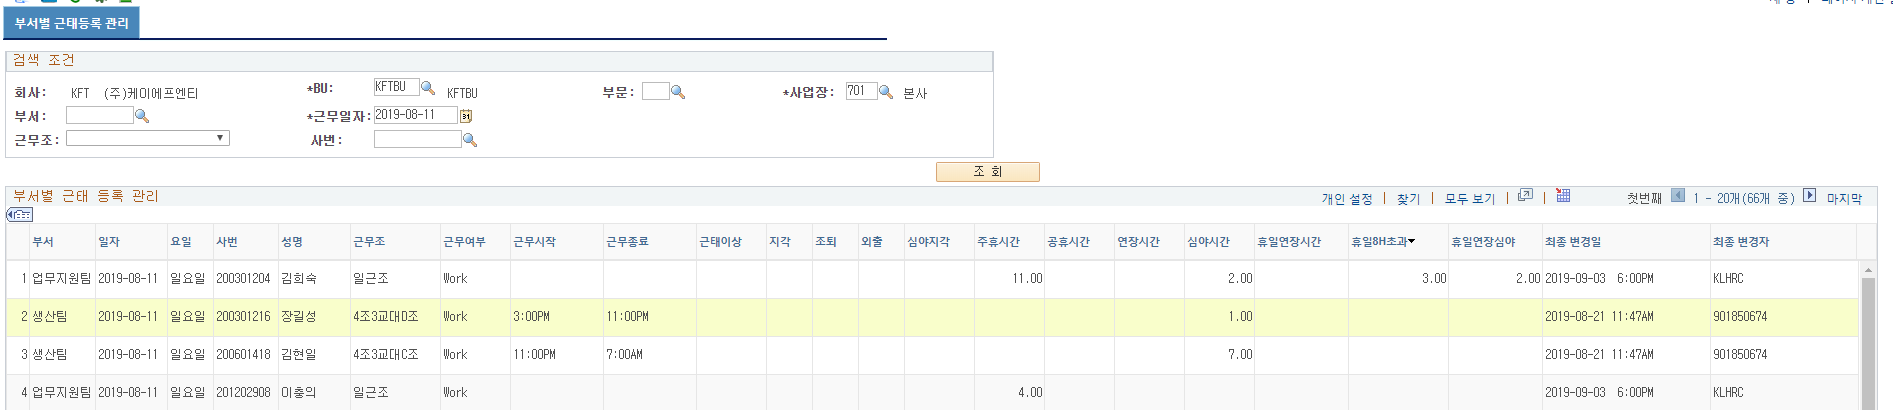 부서별 근태등록 관리
검색 조건
회사: KFT (주)케이에프엔티 *BU: KFTBU KFTBU 부문: *사업장: 701 본사
부서: *근무일자: 2019-08-11
근무조: 사번:
조 회
부서별 근태 등록 관리 개인 설정 | 찾기 | 모두 보기 | | 첫번째 1 - 20개(66개 중) 마지막
부서 일자 요일 사번 성명 근무조 근무여부 근무시작 근무종료 근태이상 지각 조퇴 외출 심야지각 주휴시간 공휴시간 연장시간 심야시간 휴일연장시간 휴일8H초과 휴일연장심야 최종 변경일 최종 변경자
1 업무지원팀 2019-08-11 일요일 200301204 김희숙 일근조 Work 11.00 2.00 3.00 2.00 2019-09-03 6:00PM KLHRC
2 생산팀 2019-08-11 일요일 200301216 장길성 4조3교대D조 Work 3:00PM 11:00PM 1.00 2019-08-21 11:47AM 901850674
3 생산팀 2019-08-11 일요일 200601418 김현일 4조3교대C조 Work 11:00PM 7:00AM 7.00 2019-08-21 11:47AM 901850674
4 업무지원팀 2019-08-11 일요일 201202908 이충의 일근조 Work 4.00 2019-09-03 6:00PM KLHRC